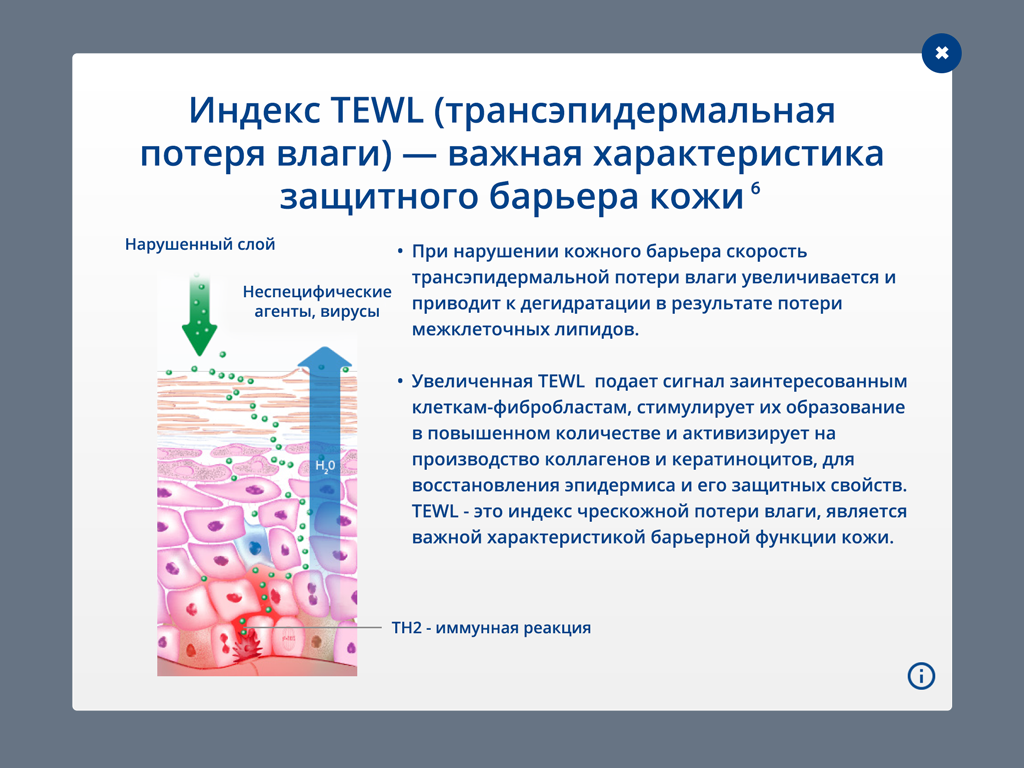 Индекс TEWL (трансэпидермальная
потеря влаги) — важная характеристика
защитного барьера кожи 6
Нарушенный слой
Неспецифические
агенты, вирусы
H2O
• При нарушении кожного барьера скорость
трансэпидермальной потери влаги увеличивается и
приводит к дегидратации в результате потери
межклеточных липидов.
• Увеличенная TEWL подает сигнал заинтересованным
клеткам-фибробластам, стимулирует их образование
в повышенном количестве и активизирует на
производство коллагенов и кератиноцитов, для
восстановления эпидермиса и его защитных свойств.
TEWL - это индекс чрескожной потери влаги, является
важной характеристикой барьерной функции кожи.
TH2 - иммунная реакция
i